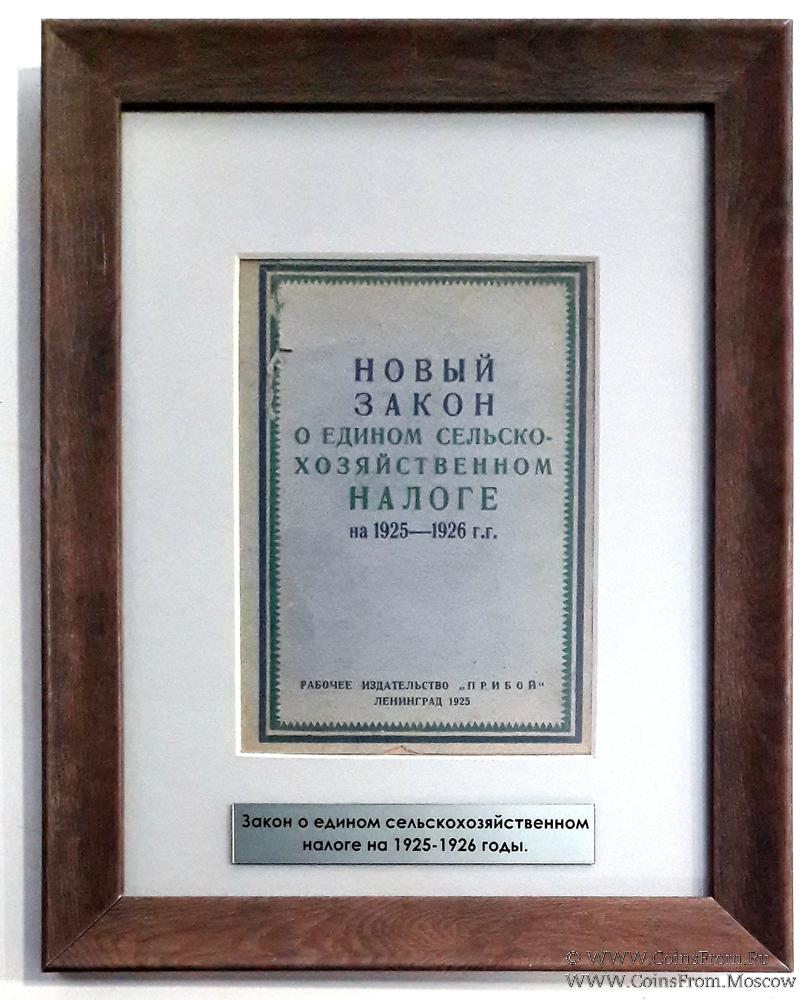 НОВЫЙ
ЗАКОН
О ЕДИНОМ СЕЛЬСКО-
ХОЗЯЙСТВЕННОМ
НАЛОГЕ
на 1925—1926 г.г.
РАБОЧЕЕ ИЗДАТЕЛЬСТВО „ПРИБОЙ“
ЛЕНИНГРАД 1925
Закон о едином сельскохозяйственном
налоге на 1925-1926 годы.
© WWW.CoinsFrom.Ru
WWW.CoinsFrom.Moscow